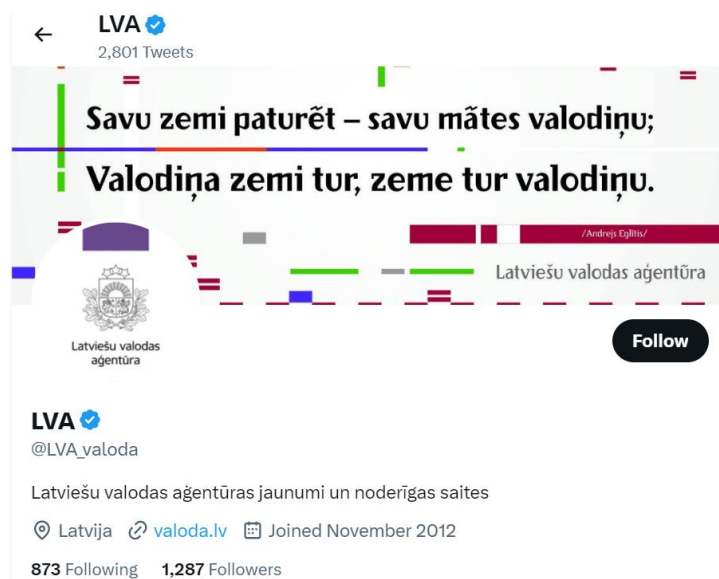 LVA
2,801 Tweets
Savu zemi paturēt – savu mātes valodiņu;
Valodiņa zemi tur, zeme tur valodiņu.
/Andrejs Eglītis/
Latviešu valodas aģentūra
Latviešu valodas
aģentūra
Follow
LVA
@LVA_valoda
Latviešu valodas aģentūras jaunumi un noderīgas saites
Latvija valoda.lv Joined November 2012
873 Following 1,287 Followers